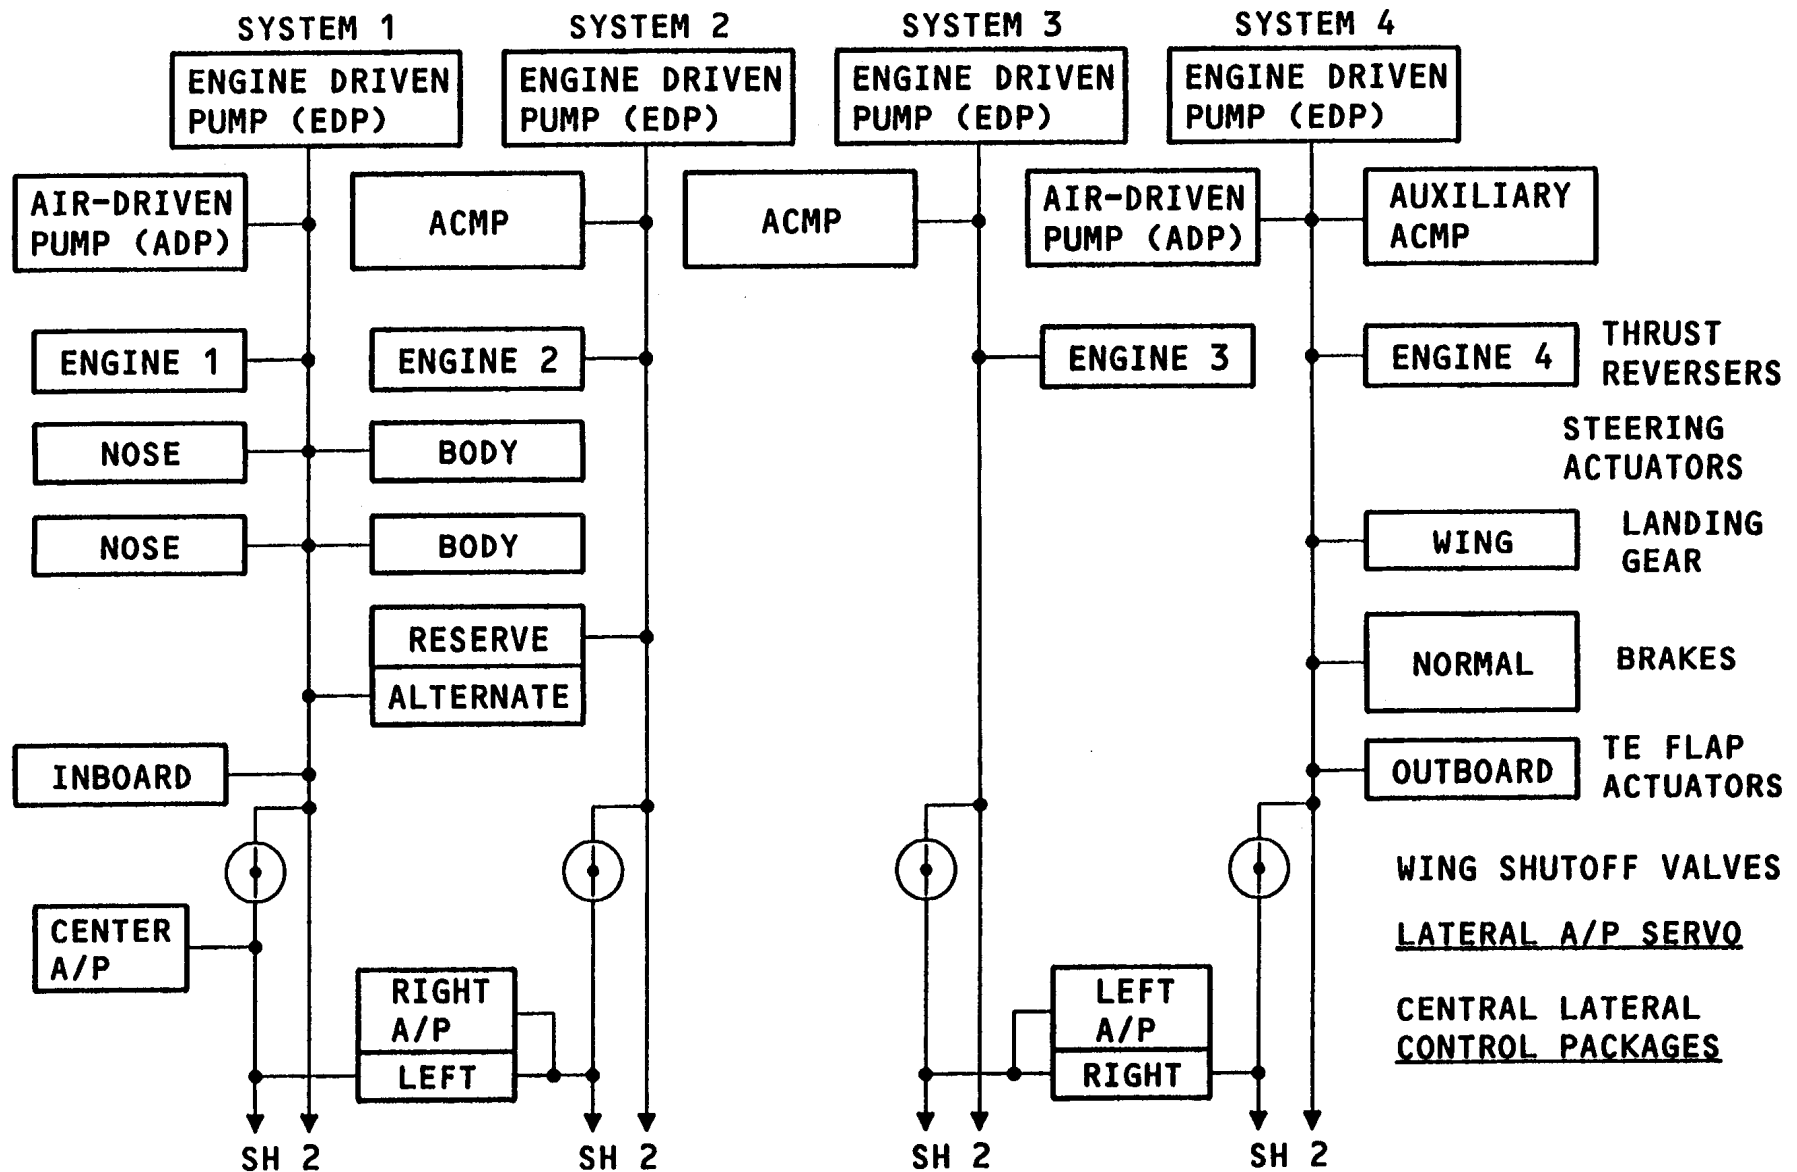 SYSTEM 1
SYSTEM 2
SYSTEM 3
SYSTEM 4
ENGINE DRIVEN
PUMP (EDP)
ENGINE DRIVEN
PUMP (EDP)
ENGINE DRIVEN
PUMP (EDP)
ENGINE DRIVEN
PUMP (EDP)
AIR-DRIVEN
PUMP (ADP)
ACMP
ACMP
AIR-DRIVEN
PUMP (ADP)
AUXILIARY
ACMP
ENGINE 1
ENGINE 2
ENGINE 3
ENGINE 4
THRUST
REVERSERS
NOSE
BODY
STEERING
ACTUATORS
NOSE
BODY
WING
LANDING
GEAR
RESERVE
ALTERNATE
NORMAL
BRAKES
INBOARD
OUTBOARD
TE FLAP
ACTUATORS
WING SHUTOFF VALVES
CENTER
A/P
LATERAL A/P SERVO
RIGHT
A/P
LEFT
LEFT
A/P
RIGHT
CENTRAL LATERAL
CONTROL PACKAGES
SH 2
SH 2
SH 2
SH 2